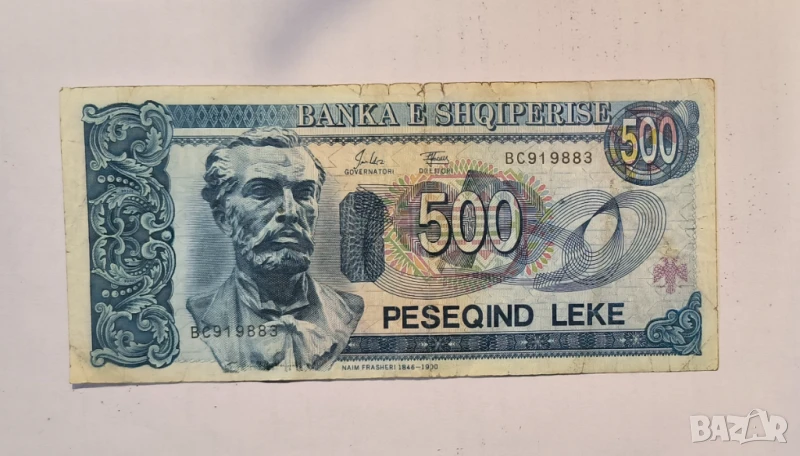 BANKA E SHQIPERISE
500
BC919883
GOVERNATORI
500
PESEQIND LEKE
BC919883
NAIM FRASHERI 1846-1900
BAZAR